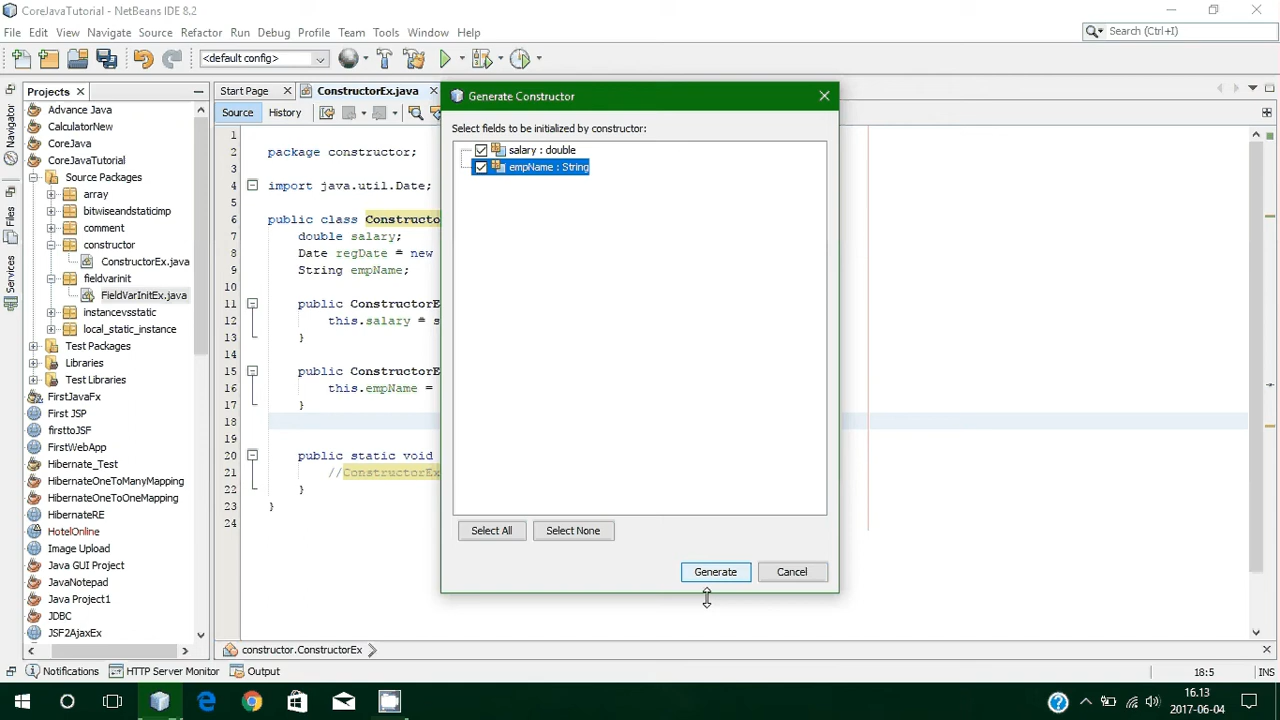 CoreJavaTutorial - NetBeans IDE 8.2
File Edit View Navigate Source Refactor Run Debug Profile Team Tools Window Help
Search (Ctrl+I)
<default config>
Projects
Start Page
ConstructorEx.java
Source History
Navigator
Files
Services
Advance Java
CalculatorNew
CoreJava
CoreJavaTutorial
Source Packages
array
bitwiseandstaticimp
comment
constructor
ConstructorEx.java
fieldvarinit
FieldVarInitEx.java
instancevsstatic
local_static_instance
Test Packages
Libraries
Test Libraries
FirstJavaFx
First JSP
firsttoJSF
FirstWebApp
Hibernate_Test
HibernateOneToManyMapping
HibernateOneToOneMapping
HibernateRE
HotelOnline
Image Upload
Java GUI Project
JavaNotepad
Java Project1
JDBC
JSF2AjaxEx
1
2 package constructor;
3
4 import java.util.Date;
5
6 public class Constructo
7 double salary;
8 Date regDate = new
9 String empName;
10
11 public ConstructorE
12 this.salary = s
13 }
14
15 public ConstructorE
16 this.empName =
17 }
18
19
20 public static void
21 //ConstructorEx
22 }
23 }
24
Generate Constructor
Select fields to be initialized by constructor:
salary : double
empName : String
Select All Select None
Generate Cancel
constructor.ConstructorEx
Notifications HTTP Server Monitor Output
18:5 INS
16.13
2017-06-04